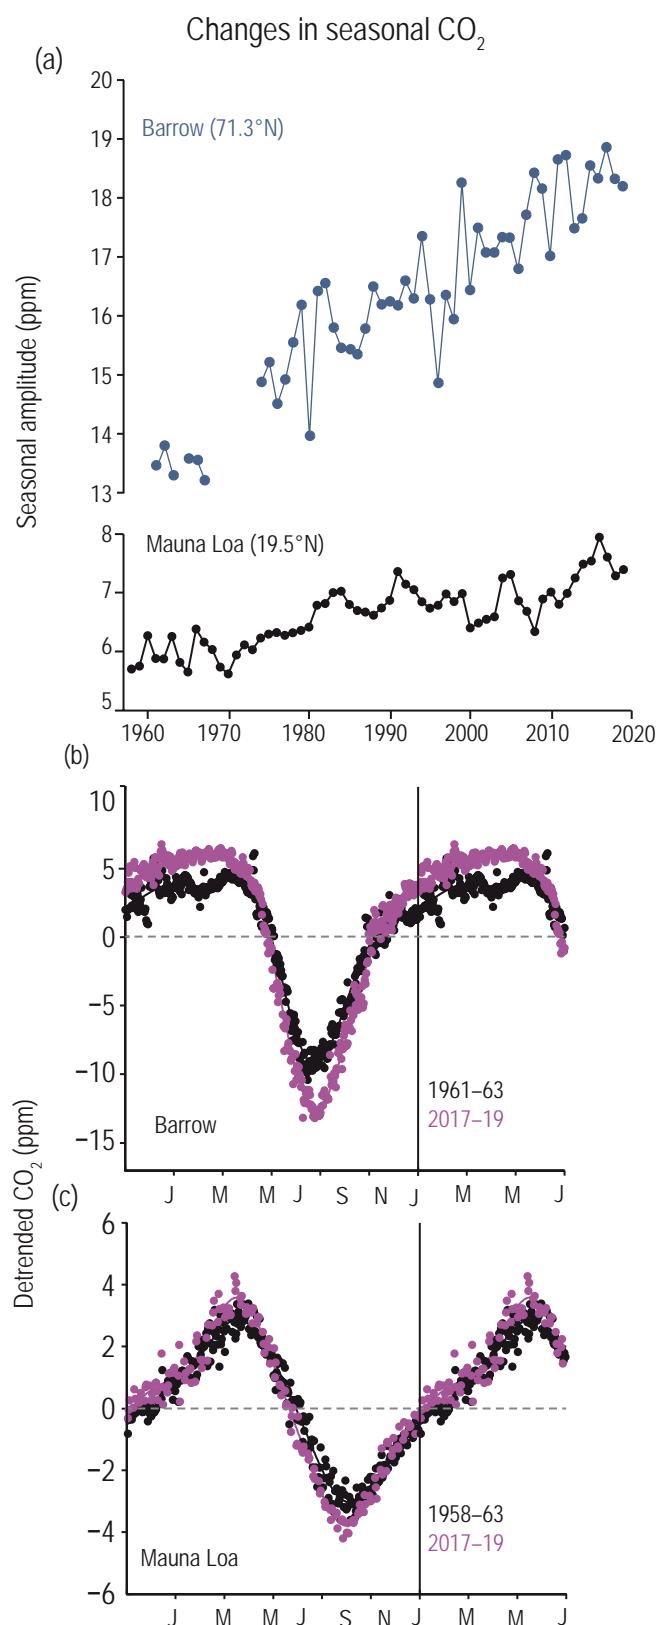 Changes in seasonal CO₂
(a)
20
19
18
17
16
15
14
13
Barrow (71.3°N)
Seasonal amplitude (ppm)
8
7
6
5
Mauna Loa (19.5°N)
1960 1970 1980 1990 2000 2010 2020
(b)
10
5
0
−5
−10
−15
1961–63
2017–19
Barrow
J M M J S N J M M J
Detrended CO₂ (ppm)
(c)
6
4
2
0
−2
−4
−6
1958–63
2017–19
Mauna Loa
J M M J S N J M M J